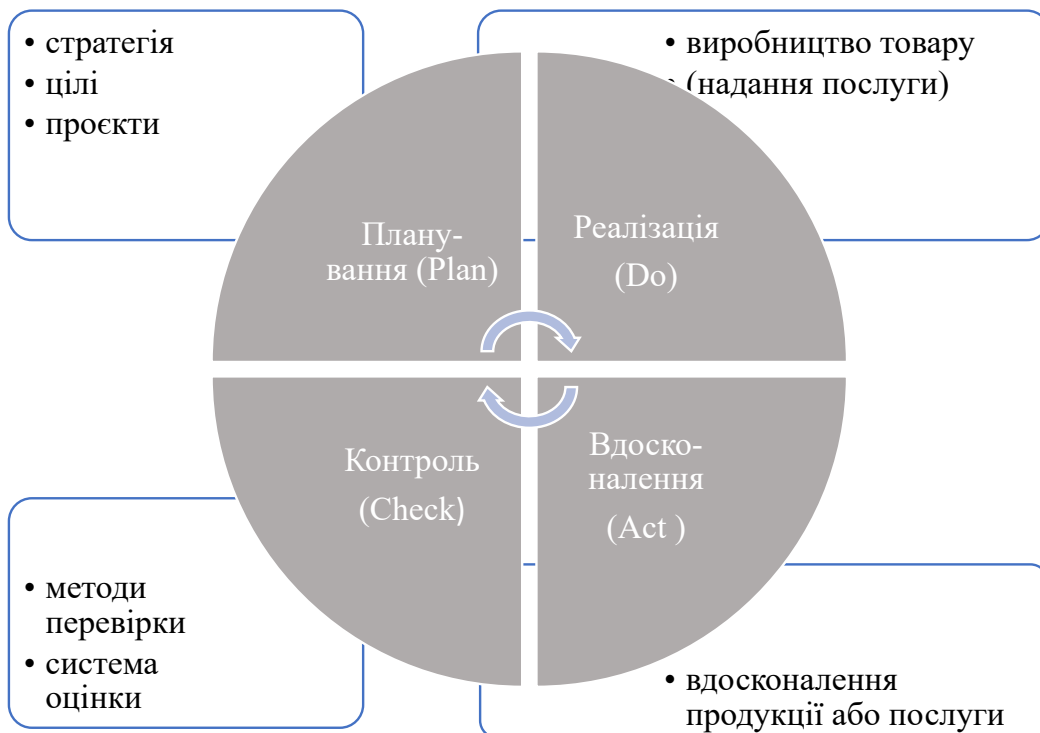 • стратегія
• цілі
• проєкти
• виробництво товару
• (надання послуги)
Плану-
вання (Plan)
Реалізація
(Do)
Контроль
(Check)
Вдоско-
налення
(Act )
• методи
перевірки
• система
оцінки
• вдосконалення
продукції або послуги